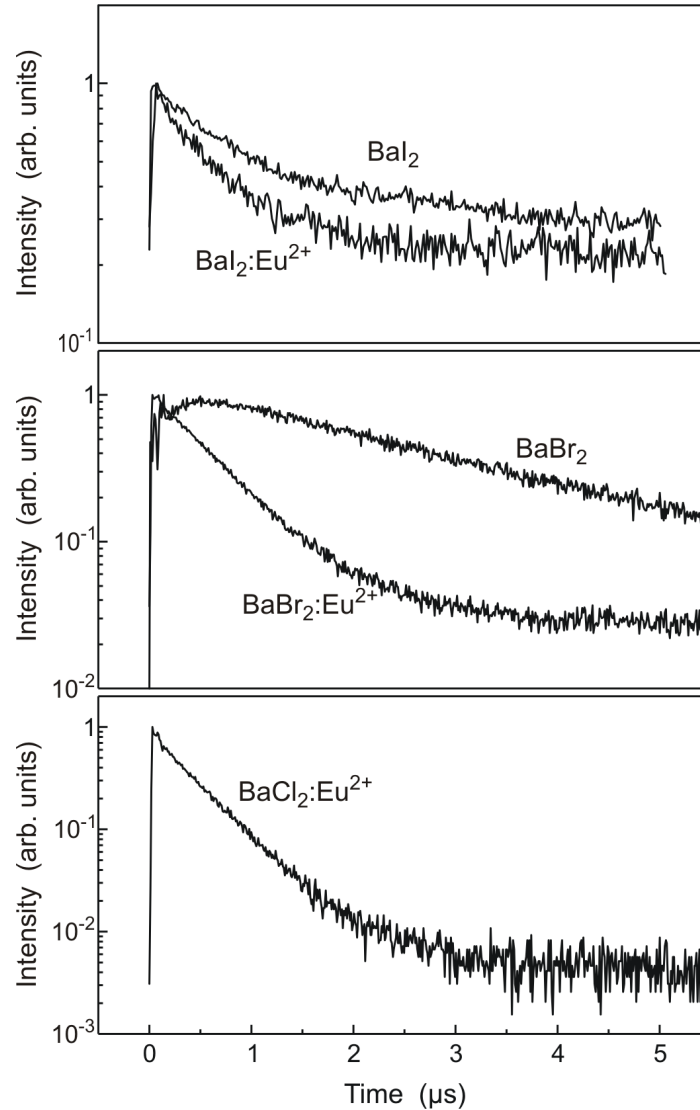 Intensity (arb. units)
1
10⁻¹
BaI₂
BaI₂:Eu²⁺
Intensity (arb. units)
1
10⁻¹
10⁻²
BaBr₂
BaBr₂:Eu²⁺
Intensity (arb. units)
1
10⁻¹
10⁻²
10⁻³
BaCl₂:Eu²⁺
0 1 2 3 4 5
Time (μs)